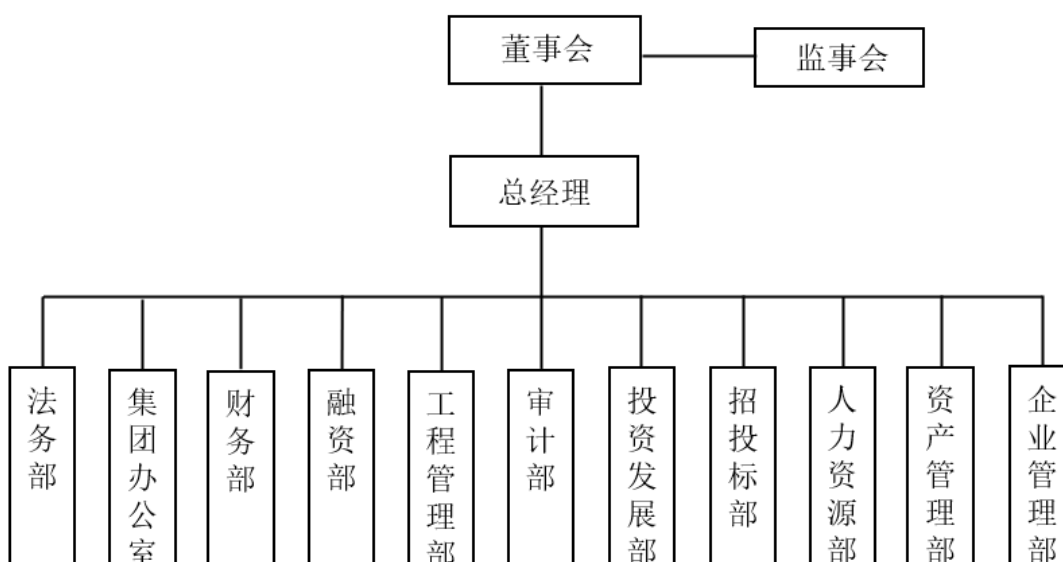 董事会
监事会
总经理
法务部
集团办公室
财务部
融资部
工程管理部
审计部
投资发展部
招投标部
人力资源部
资产管理部
企业管理部